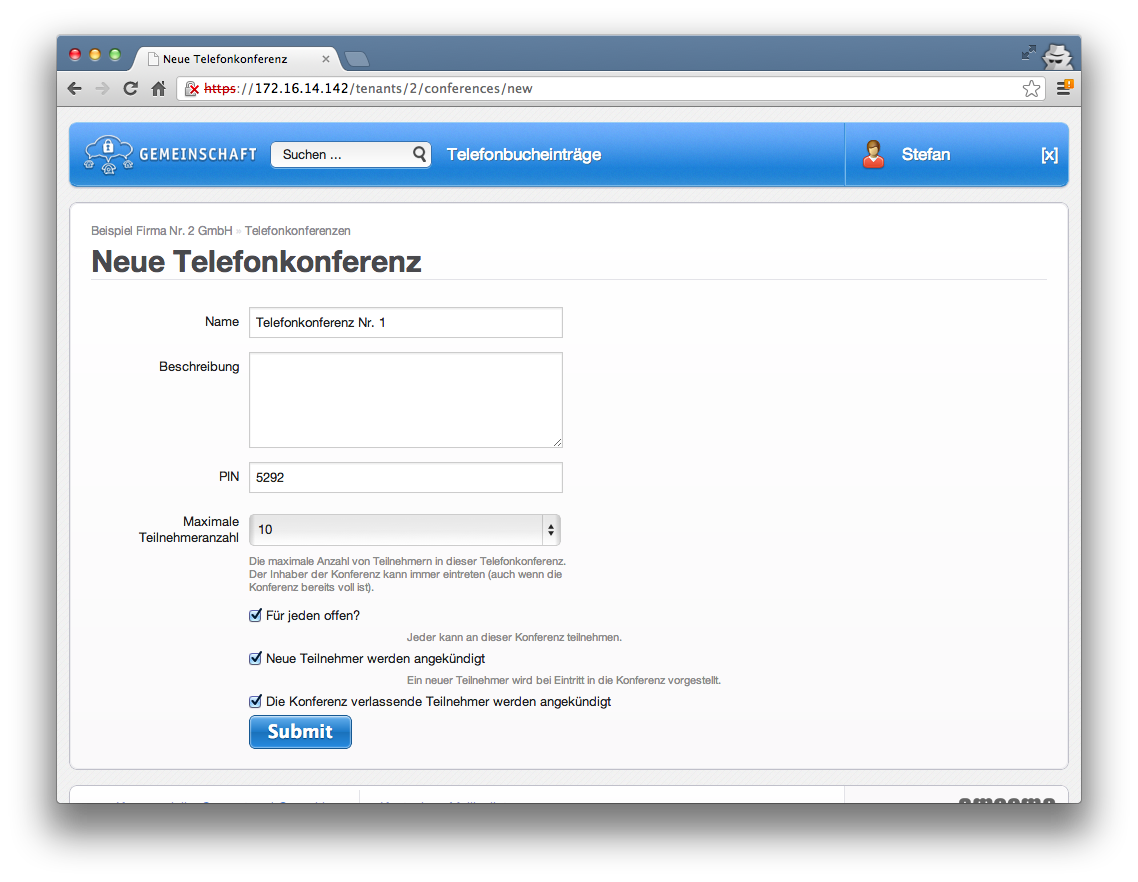 Neue Telefonkonferenz
https://172.16.14.142/tenants/2/conferences/new
GEMEINSCHAFT
Suchen ...
Telefonbucheinträge
Stefan
[x]
Beispiel Firma Nr. 2 GmbH » Telefonkonferenzen
Neue Telefonkonferenz
Name
Telefonkonferenz Nr. 1
Beschreibung
PIN
5292
Maximale
Teilnehmeranzahl
10
Die maximale Anzahl von Teilnehmern in dieser Telefonkonferenz.
Der Inhaber der Konferenz kann immer eintreten (auch wenn die
Konferenz bereits voll ist).
Für jeden offen?
Jeder kann an dieser Konferenz teilnehmen.
Neue Teilnehmer werden angekündigt
Ein neuer Teilnehmer wird bei Eintritt in die Konferenz vorgestellt.
Die Konferenz verlassende Teilnehmer werden angekündigt
Submit